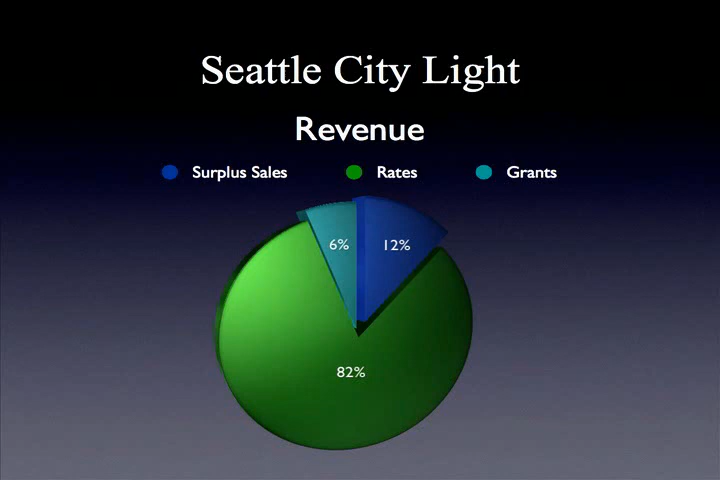 Seattle City Light
Revenue
Surplus Sales Rates Grants
6% 12%
82%